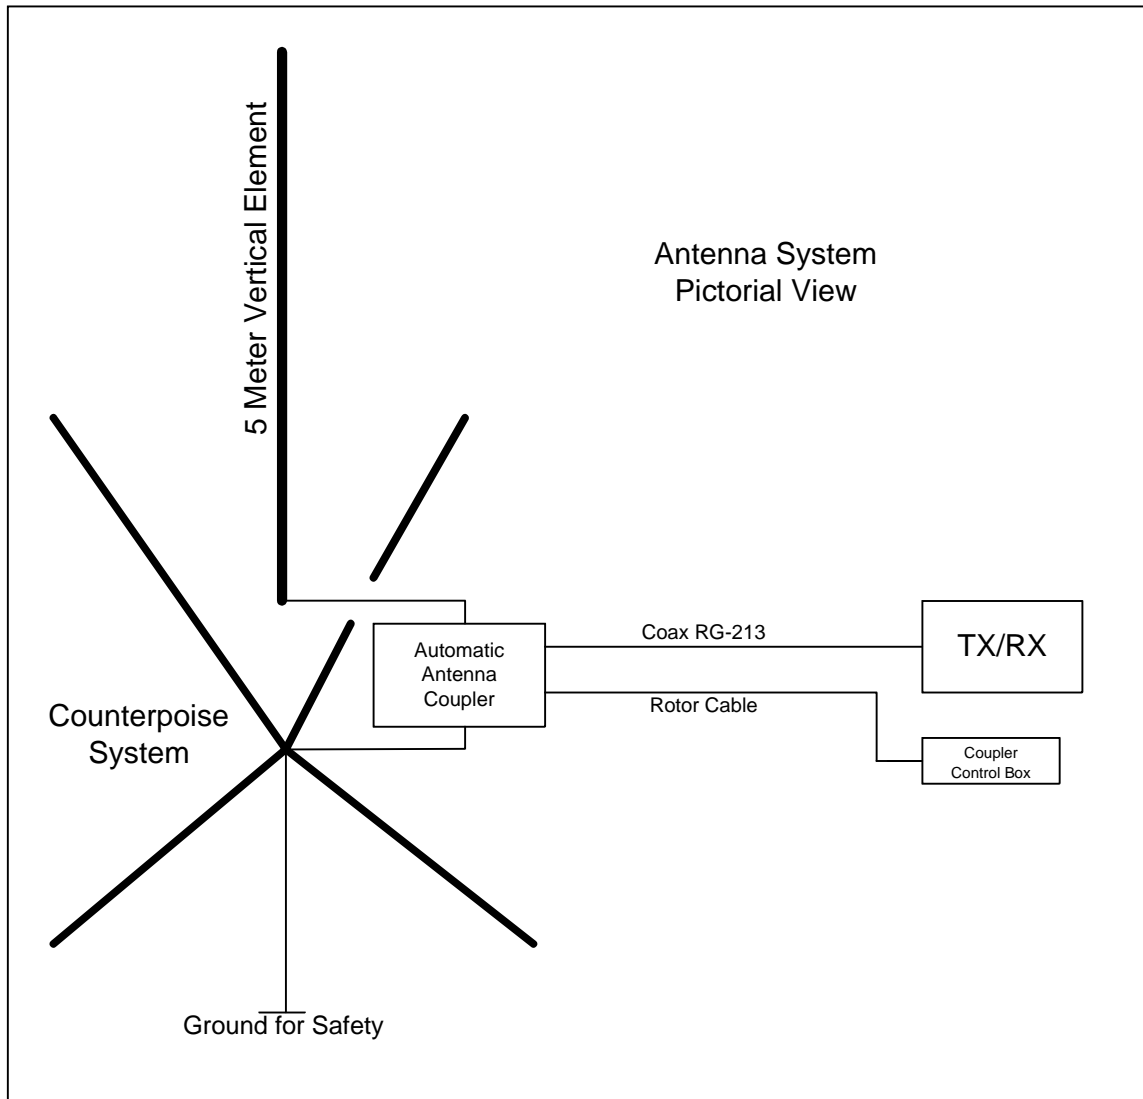 5 Meter Vertical Element
Antenna System
Pictorial View
Coax RG-213
TX/RX
Automatic
Antenna
Coupler
Rotor Cable
Counterpoise
System
Coupler
Control Box
Ground for Safety